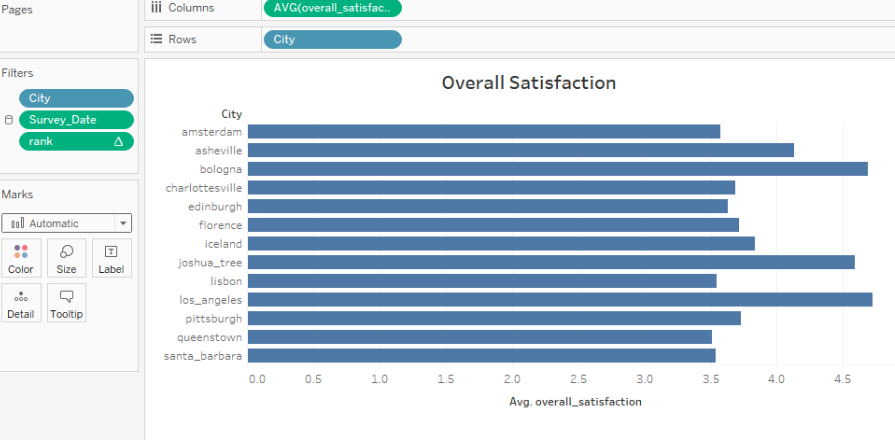 Pages
Columns
AVG(overall_satisfac..
Rows
City
Filters
City
Survey_Date
rank
Marks
Automatic
Color
Size
Label
Detail
Tooltip
Overall Satisfaction
City
amsterdam
asheville
bologna
charlottesville
edinburgh
florence
iceland
joshua_tree
lisbon
los_angeles
pittsburgh
queenstown
santa_barbara
0.0 0.5 1.0 1.5 2.0 2.5 3.0 3.5 4.0 4.5
Avg. overall_satisfaction